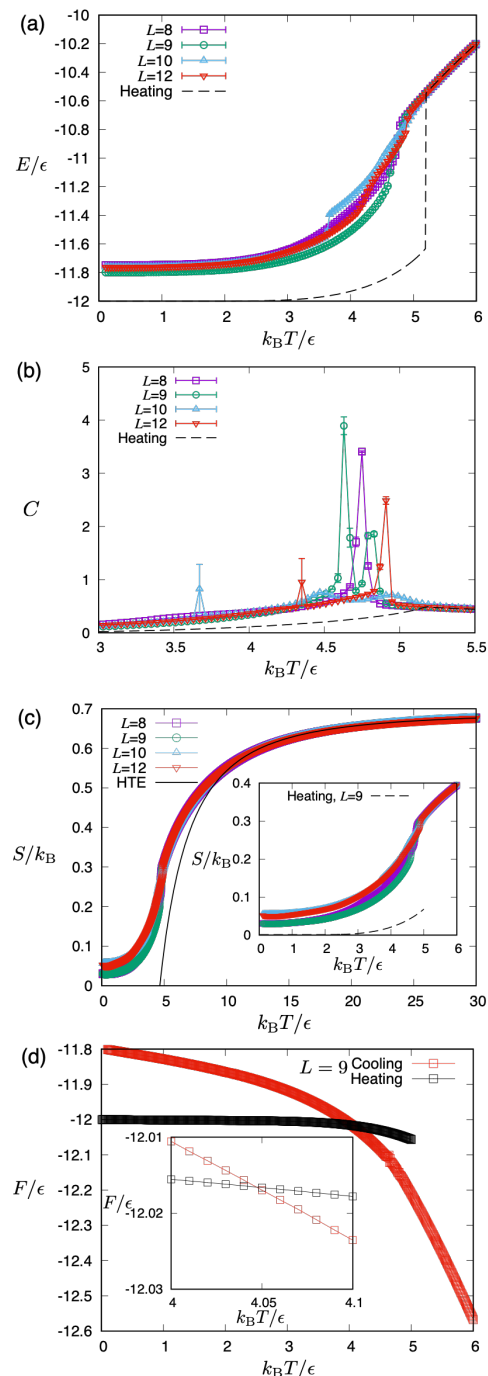 (a)
L=8
L=9
L=10
L=12
Heating
-10
-10.2
-10.4
-10.6
-10.8
-11
-11.2
-11.4
-11.6
-11.8
-12
E/ϵ
0 1 2 3 4 5 6
k_BT/ϵ
(b)
L=8
L=9
L=10
L=12
Heating
5
4
3
2
1
0
C
3 3.5 4 4.5 5 5.5
k_BT/ϵ
(c)
L=8
L=9
L=10
L=12
HTE
0.7
0.6
0.5
0.4
0.3
0.2
0.1
0
S/k_B
Heating, L=9
0.4
0.3
0.2
0.1
0
S/k_B
0 1 2 3 4 5 6
k_BT/ϵ
0 5 10 15 20 25 30
k_BT/ϵ
(d)
L = 9
Cooling
Heating
-11.8
-11.9
-12
-12.1
-12.2
-12.3
-12.4
-12.5
-12.6
F/ϵ
-12.01
-12.02
-12.03
F/ϵ
4 4.05 4.1
k_BT/ϵ
0 1 2 3 4 5 6
k_BT/ϵ